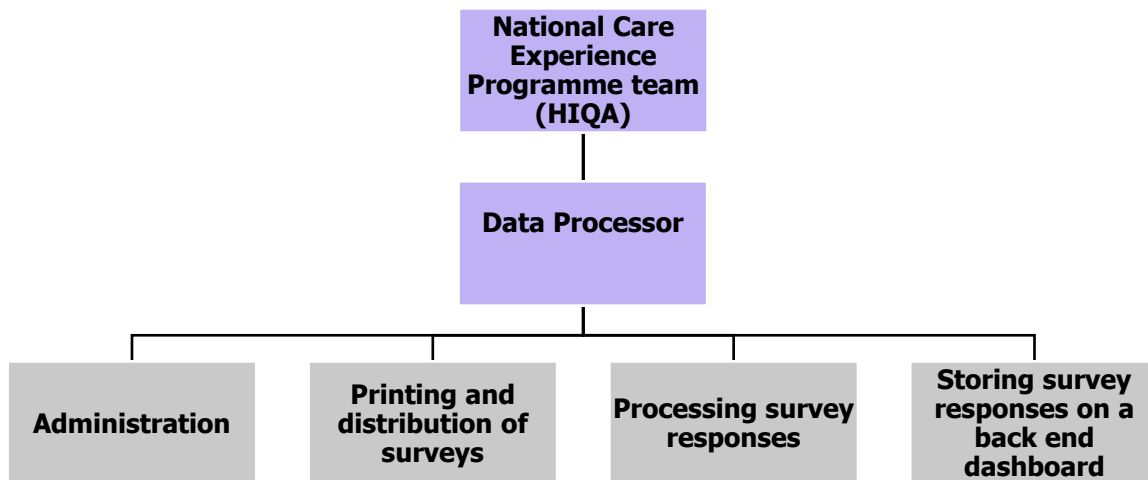 National Care
Experience
Programme team
(HIQA)
Data Processor
Administration
Printing and
distribution of
surveys
Processing survey
responses
Storing survey
responses on a
back end
dashboard